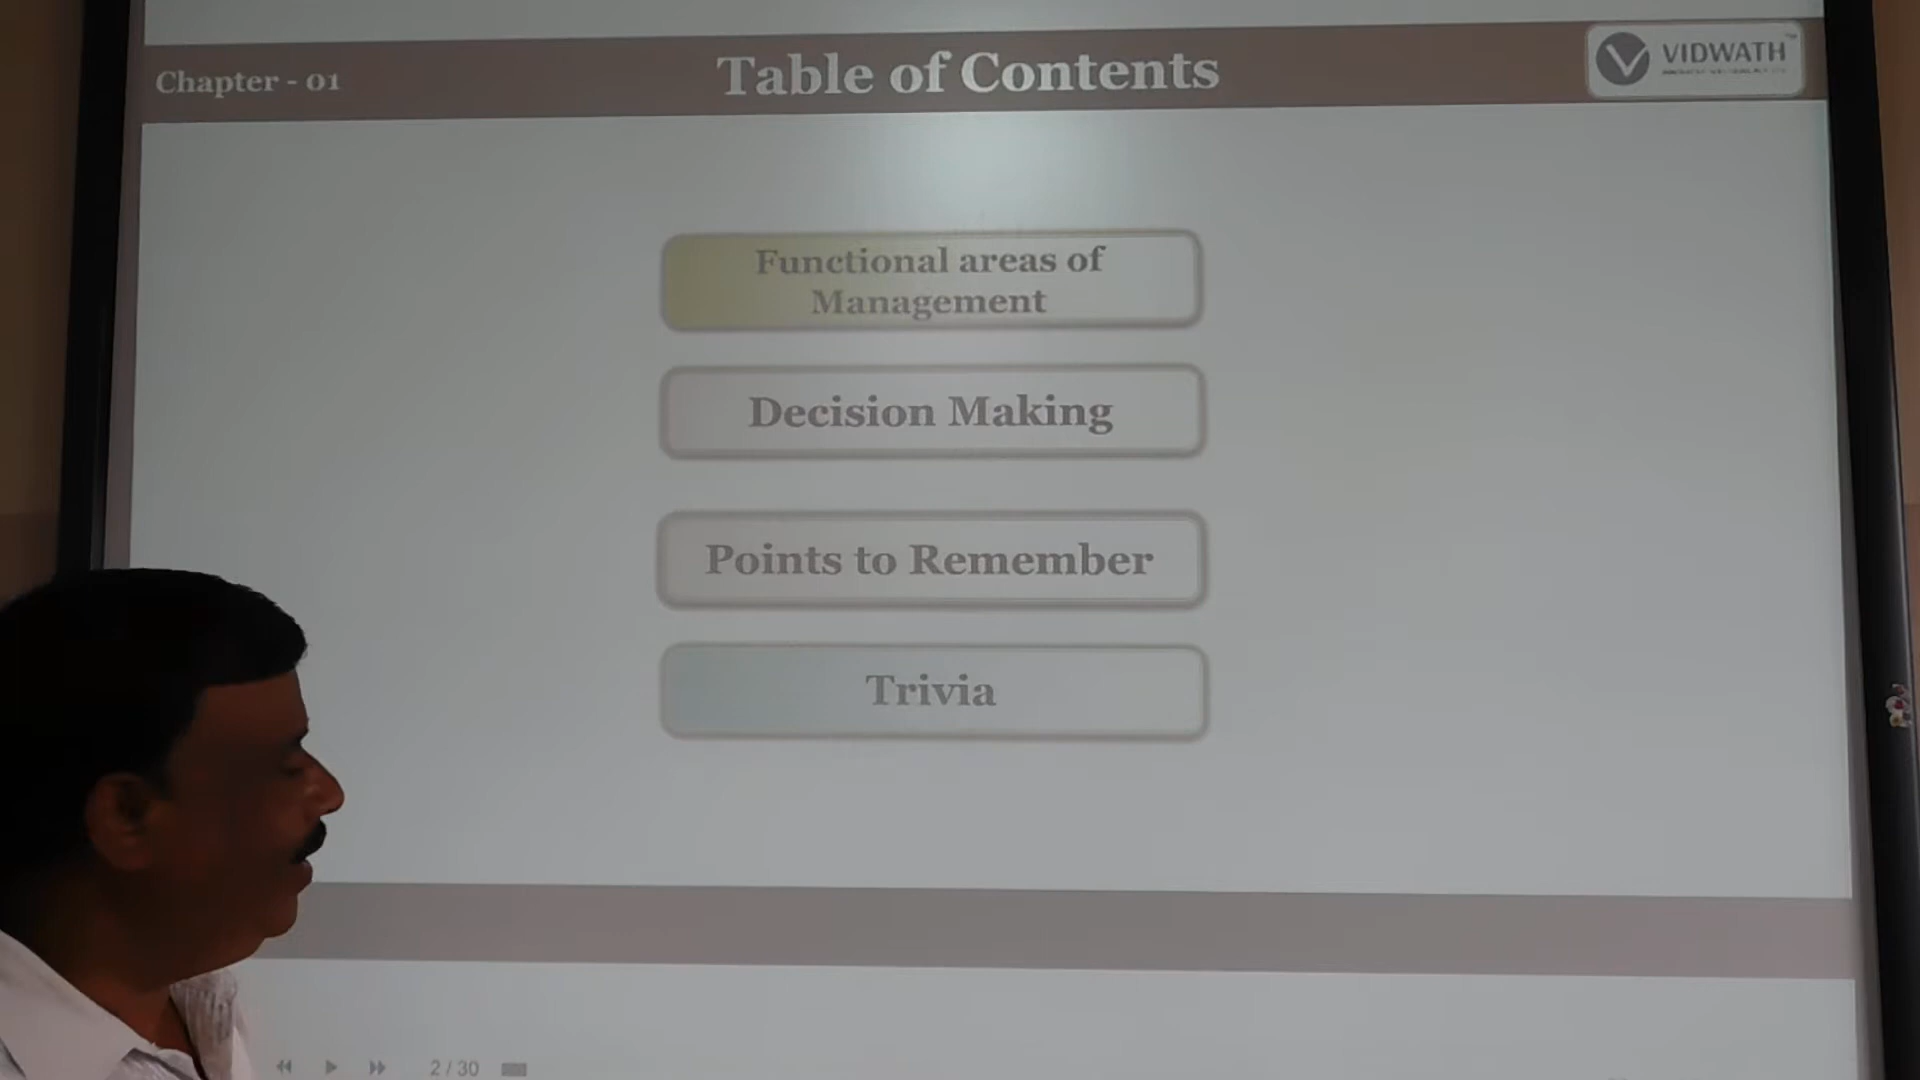 Chapter - 01
Table of Contents
VIDWATH
Functional areas of
Management
Decision Making
Points to Remember
Trivia
2 / 30